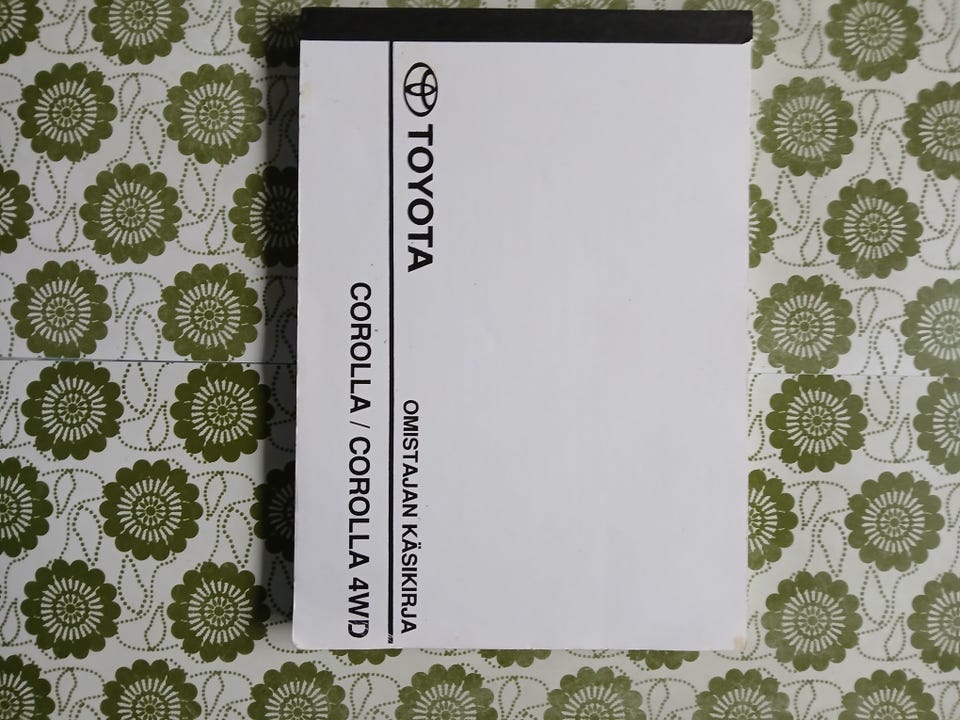 TOYOTA
OMISTAJAN KÄSIKIRJA
COROLLA / COROLLA 4WD